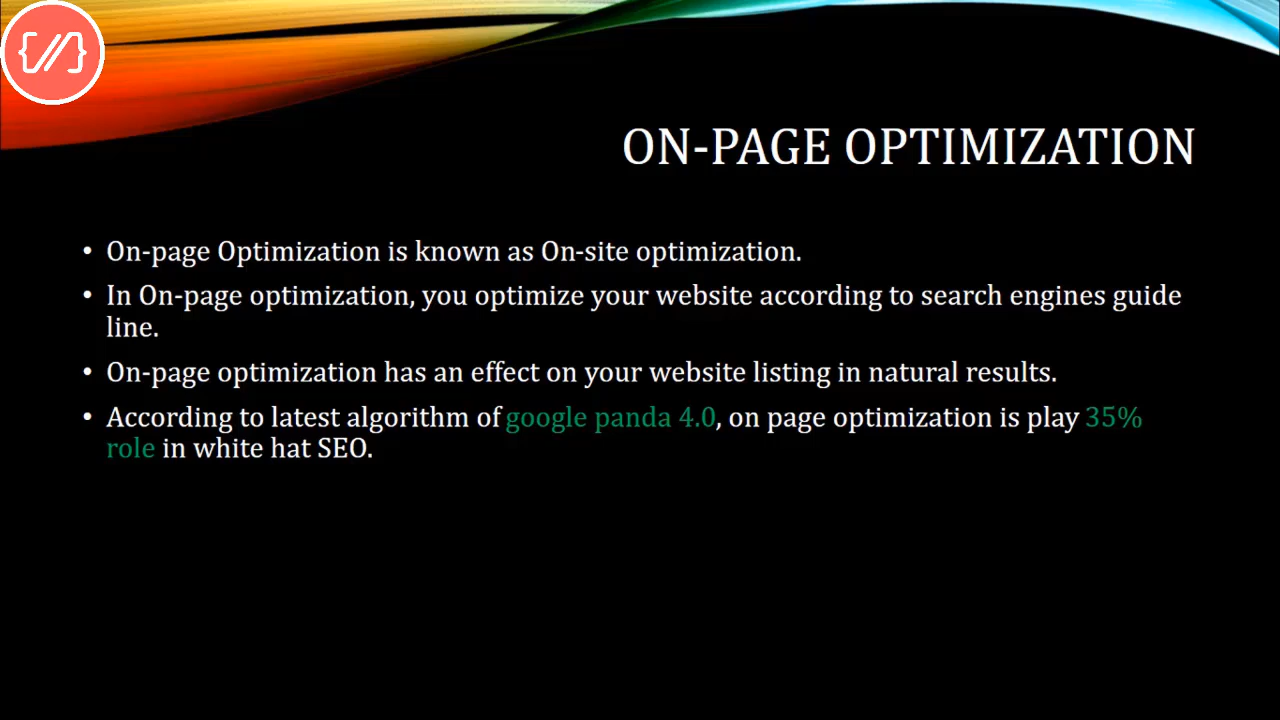 {//}
ON-PAGE OPTIMIZATION
• On-page Optimization is known as On-site optimization.
• In On-page optimization, you optimize your website according to search engines guide
line.
• On-page optimization has an effect on your website listing in natural results.
• According to latest algorithm of google panda 4.0, on page optimization is play 35%
role in white hat SEO.